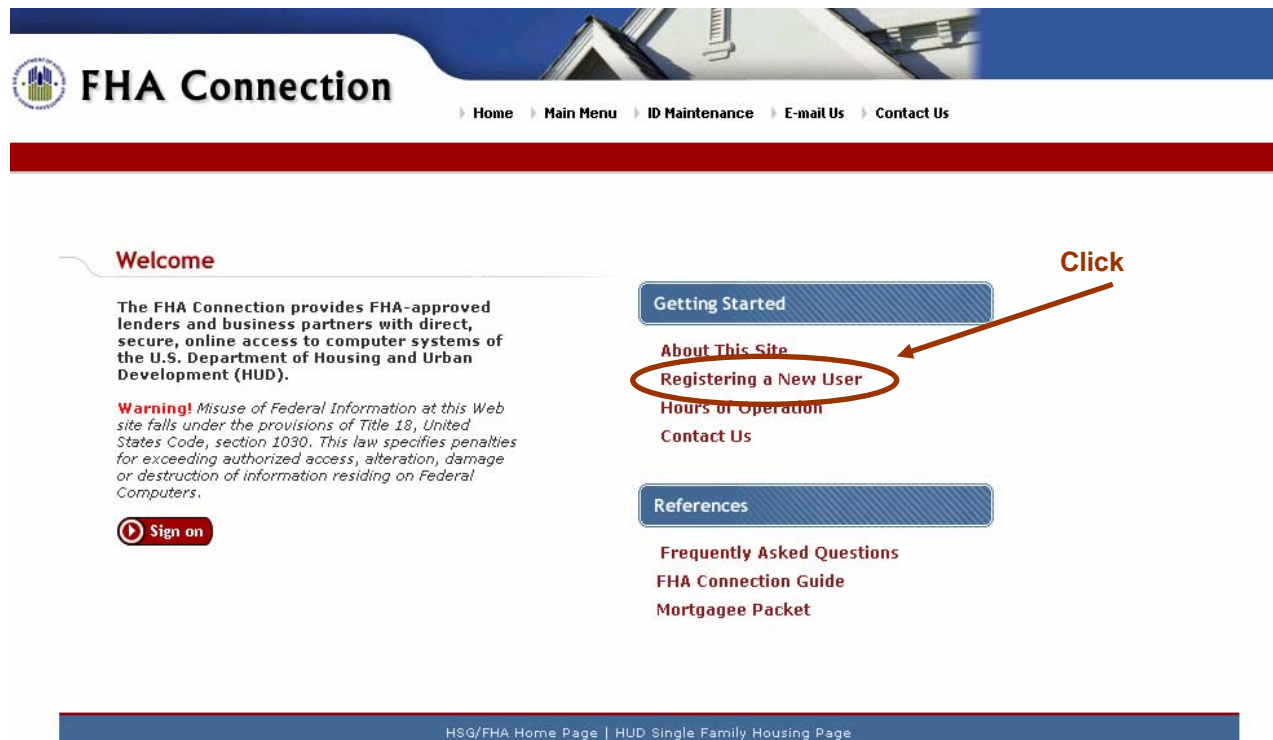 FHA Connection
Home Main Menu ID Maintenance E-mail Us Contact Us
Welcome
The FHA Connection provides FHA-approved
lenders and business partners with direct,
secure, online access to computer systems of
the U.S. Department of Housing and Urban
Development (HUD).
Warning! Misuse of Federal Information at this Web
site falls under the provisions of Title 18, United
States Code, section 1030. This law specifies penalties
for exceeding authorized access, alteration, damage
or destruction of information residing on Federal
Computers.
Sign on
Click
Getting Started
About This Site
Registering a New User
Hours of Operation
Contact Us
References
Frequently Asked Questions
FHA Connection Guide
Mortgagee Packet
HSG/FHA Home Page | HUD Single Family Housing Page